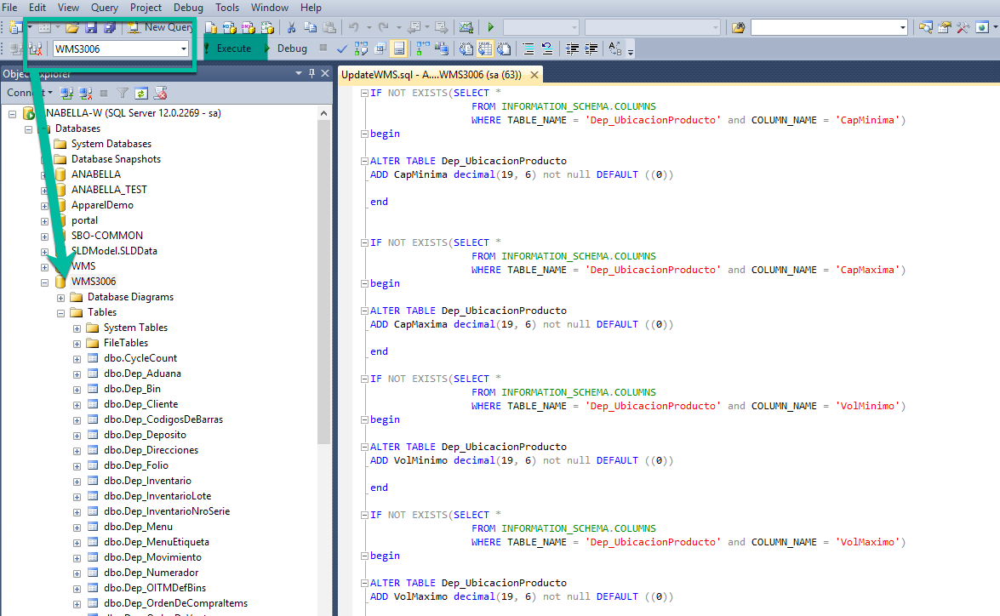 File Edit View Query Project Debug Tools Window Help
New Query
WMS3006 Execute Debug
Object Explorer
UpdateWMS.sql - A....WMS3006 (sa (63))
Connect
ANABELLA-W (SQL Server 12.0.2269 - sa)
Databases
System Databases
Database Snapshots
ANABELLA
ANABELLA_TEST
ApparelDemo
portal
SBO-COMMON
SLDModel.SLDData
WMS
WMS3006
Database Diagrams
Tables
System Tables
FileTables
dbo.CycleCount
dbo.Dep_Aduana
dbo.Dep_Bin
dbo.Dep_Cliente
dbo.Dep_CodigosDeBarras
dbo.Dep_Deposito
dbo.Dep_Direcciones
dbo.Dep_Folio
dbo.Dep_Inventario
dbo.Dep_InventarioLote
dbo.Dep_InventarioNroSerie
dbo.Dep_Menu
dbo.Dep_MenuEtiqueta
dbo.Dep_Movimiento
dbo.Dep_Numerador
dbo.Dep_OITMDefBins
dbo.Dep_OrdenDeCompraItems
IF NOT EXISTS(SELECT *
FROM INFORMATION_SCHEMA.COLUMNS
WHERE TABLE_NAME = 'Dep_UbicacionProducto' and COLUMN_NAME = 'CapMinima')
begin
ALTER TABLE Dep_UbicacionProducto
ADD CapMinima decimal(19, 6) not null DEFAULT ((0))
end
IF NOT EXISTS(SELECT *
FROM INFORMATION_SCHEMA.COLUMNS
WHERE TABLE_NAME = 'Dep_UbicacionProducto' and COLUMN_NAME = 'CapMaxima')
begin
ALTER TABLE Dep_UbicacionProducto
ADD CapMaxima decimal(19, 6) not null DEFAULT ((0))
end
IF NOT EXISTS(SELECT *
FROM INFORMATION_SCHEMA.COLUMNS
WHERE TABLE_NAME = 'Dep_UbicacionProducto' and COLUMN_NAME = 'VolMinimo')
begin
ALTER TABLE Dep_UbicacionProducto
ADD VolMinimo decimal(19, 6) not null DEFAULT ((0))
end
IF NOT EXISTS(SELECT *
FROM INFORMATION_SCHEMA.COLUMNS
WHERE TABLE_NAME = 'Dep_UbicacionProducto' and COLUMN_NAME = 'VolMaximo')
begin
ALTER TABLE Dep_UbicacionProducto
ADD VolMaximo decimal(19, 6) not null DEFAULT ((0))